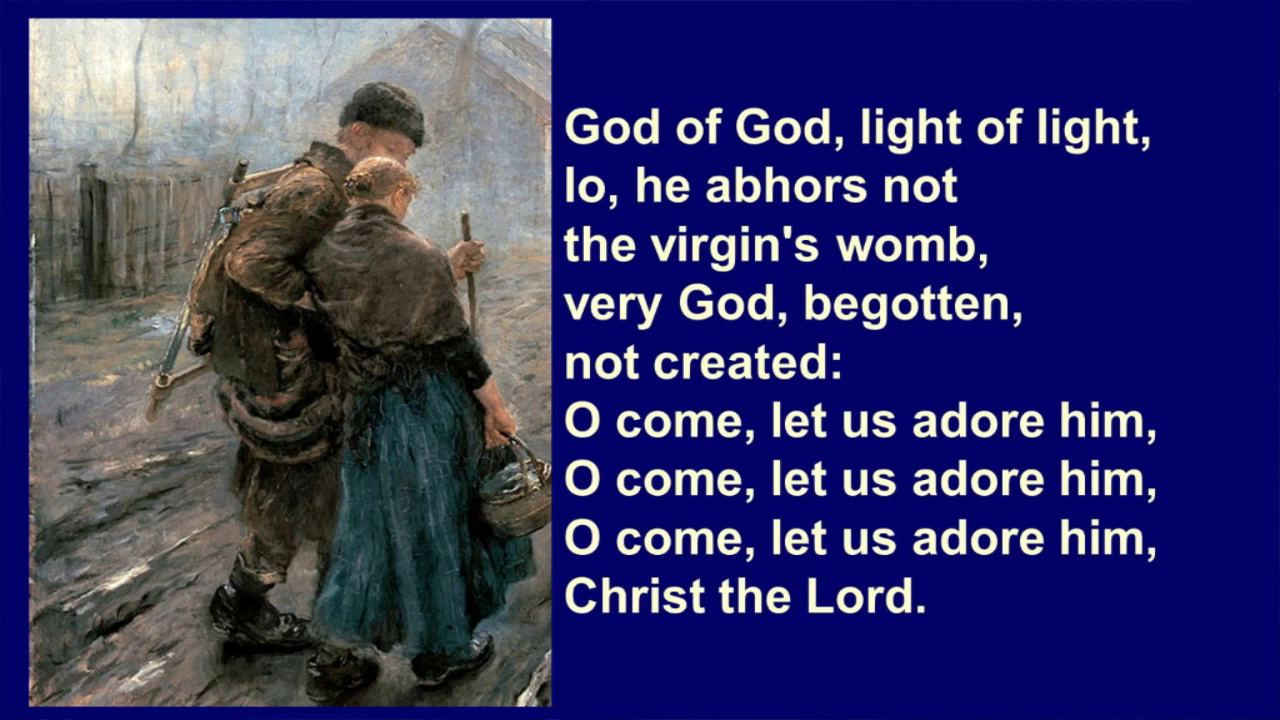 God of God, light of light,
lo, he abhors not
the virgin's womb,
very God, begotten,
not created:
O come, let us adore him,
O come, let us adore him,
O come, let us adore him,
Christ the Lord.